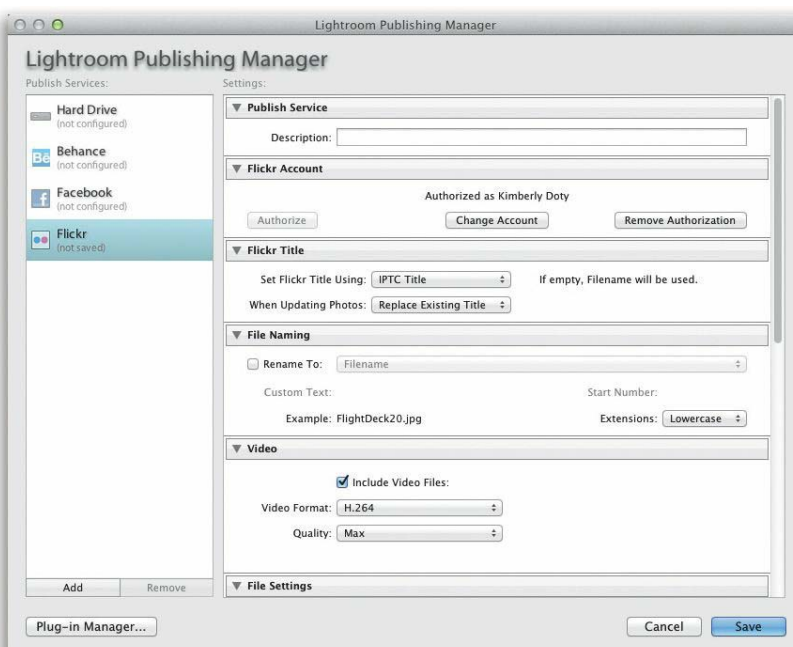 Lightroom Publishing Manager
Lightroom Publishing Manager
Publish Services:
Hard Drive
(not configured)
Bē Behance
(not configured)
f Facebook
(not configured)
Flickr
(not saved)
Add Remove
Settings:
Publish Service
Description:
Flickr Account
Authorized as Kimberly Doty
Authorize Change Account Remove Authorization
Flickr Title
Set Flickr Title Using: IPTC Title If empty, Filename will be used.
When Updating Photos: Replace Existing Title
File Naming
Rename To: Filename
Custom Text: Start Number:
Example: FlightDeck20.jpg Extensions: Lowercase
Video
Include Video Files:
Video Format: H.264
Quality: Max
File Settings
Plug-in Manager... Cancel Save